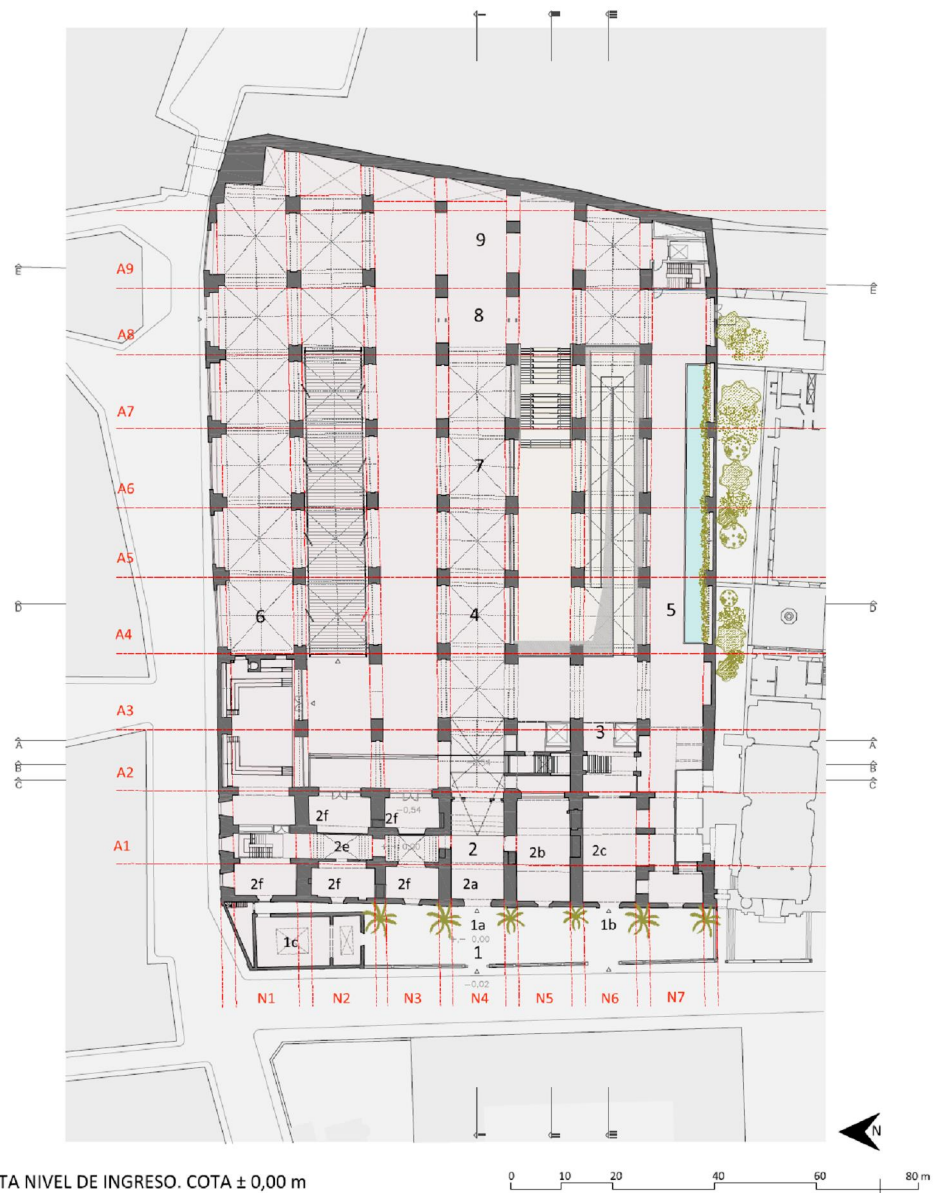 9
E
A9
E
8
A8
A7
7
A6
A5
D
6
4
5
D
A4
A3
3
A
A
B
B
A2
C
C
2f
-0,54
2f
A1
2e
2
2b
2c
2f
2f
2f
2a
1a
1b
± 0,00
1c
1
-0,02
N1
N2
N3
N4
N5
N6
N7
N
TA NIVEL DE INGRESO. COTA ± 0,00 m
0 10 20 40 60 80 m